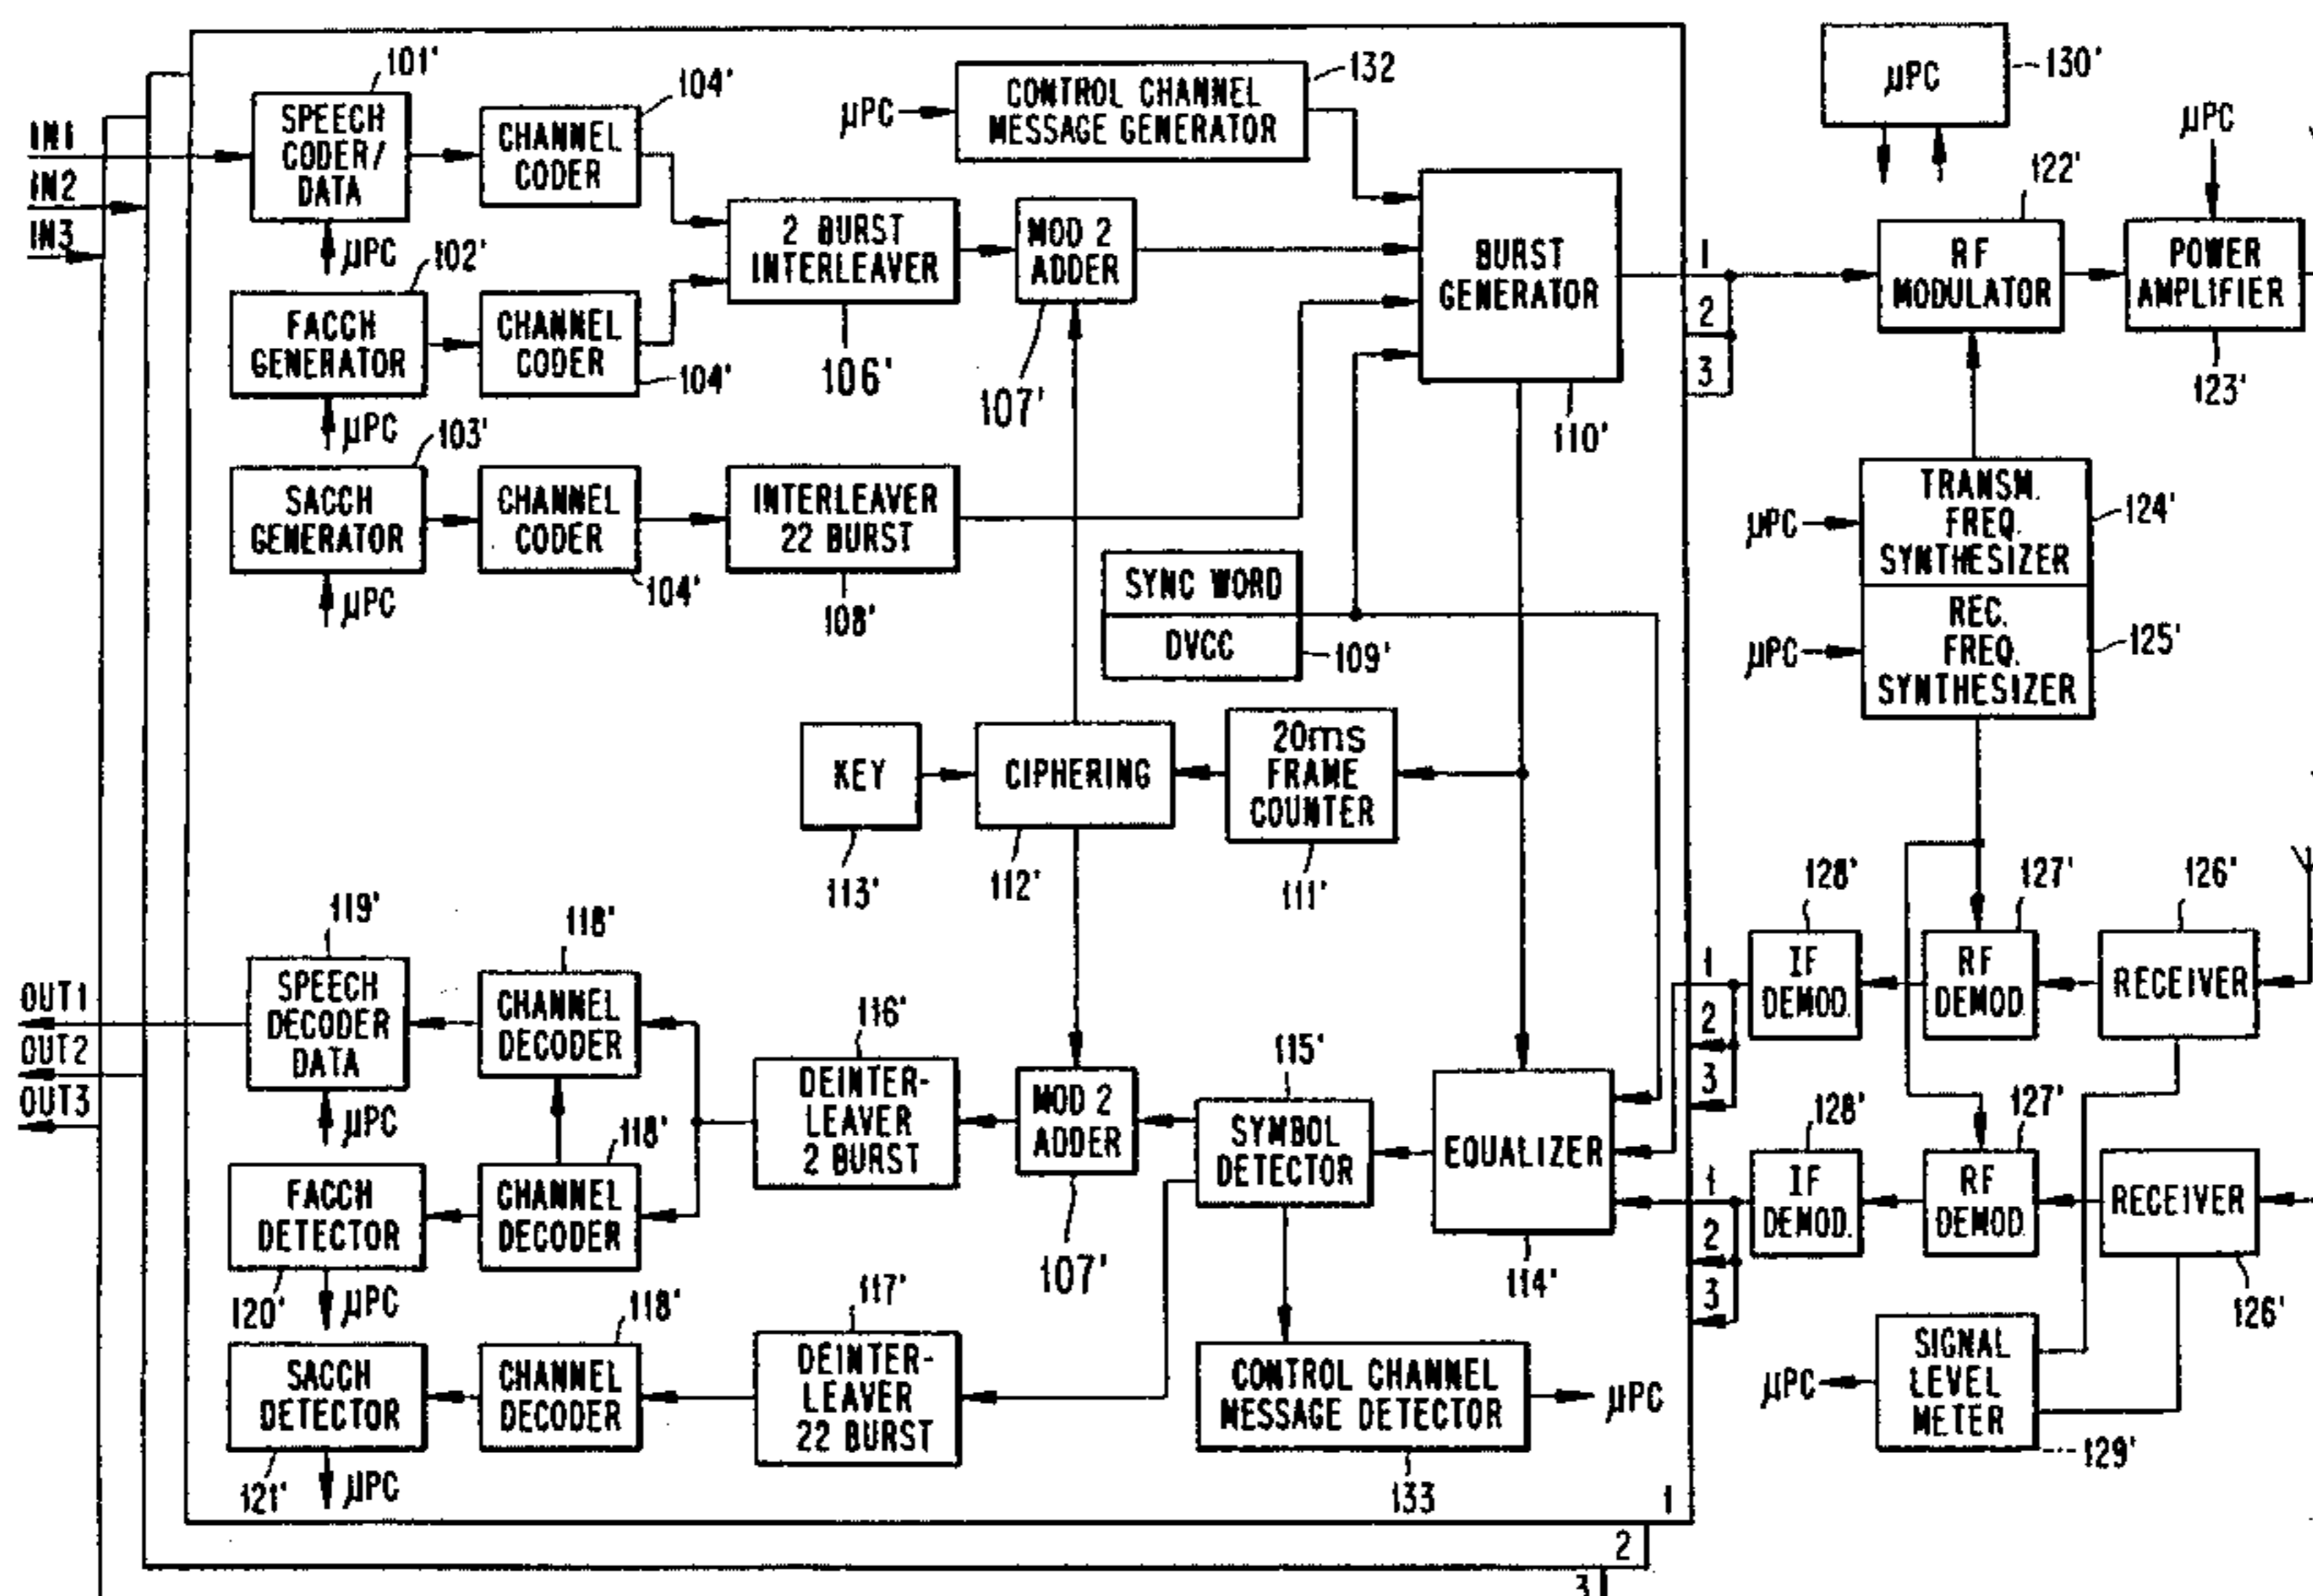 101'
SPEECH
CODER/
DATA
µPC
104'
CHANNEL
CODER
IN1
IN2
IN3
102'
FACCH
GENERATOR
µPC
CHANNEL
CODER
104'
103'
SACCH
GENERATOR
µPC
CHANNEL
CODER
104'
2 BURST
INTERLEAVER
106'
MOD 2
ADDER
107'
INTERLEAVER
22 BURST
108'
µPC
CONTROL CHANNEL
MESSAGE GENERATOR
132
BURST
GENERATOR
110'
1
2
3
SYNC WORD
DVCC
109'
KEY
113'
CIPHERING
112'
20ms
FRAME
COUNTER
111'
µPC
130'
122'
RF
MODULATOR
µPC
POWER
AMPLIFIER
123'
µPC
TRANSM.
FREQ.
SYNTHESIZER
124'
µPC
REC.
FREQ.
SYNTHESIZER
125'
OUT1
OUT2
OUT3
119'
SPEECH
DECODER
DATA
µPC
118'
CHANNEL
DECODER
116'
DEINTER-
LEAVER
2 BURST
MOD 2
ADDER
107'
115'
SYMBOL
DETECTOR
EQUALIZER
114'
1
2
3
128'
IF
DEMOD.
127'
RF
DEMOD.
126'
RECEIVER
FACCH
DETECTOR
120'
µPC
118'
CHANNEL
DECODER
1
2
3
128'
IF
DEMOD.
127'
RF
DEMOD.
RECEIVER
126'
SACCH
DETECTOR
121'
µPC
118'
CHANNEL
DECODER
117'
DEINTER-
LEAVER
22 BURST
CONTROL CHANNEL
MESSAGE DETECTOR
133
µPC
µPC
SIGNAL
LEVEL
METER
129'
1
2
3